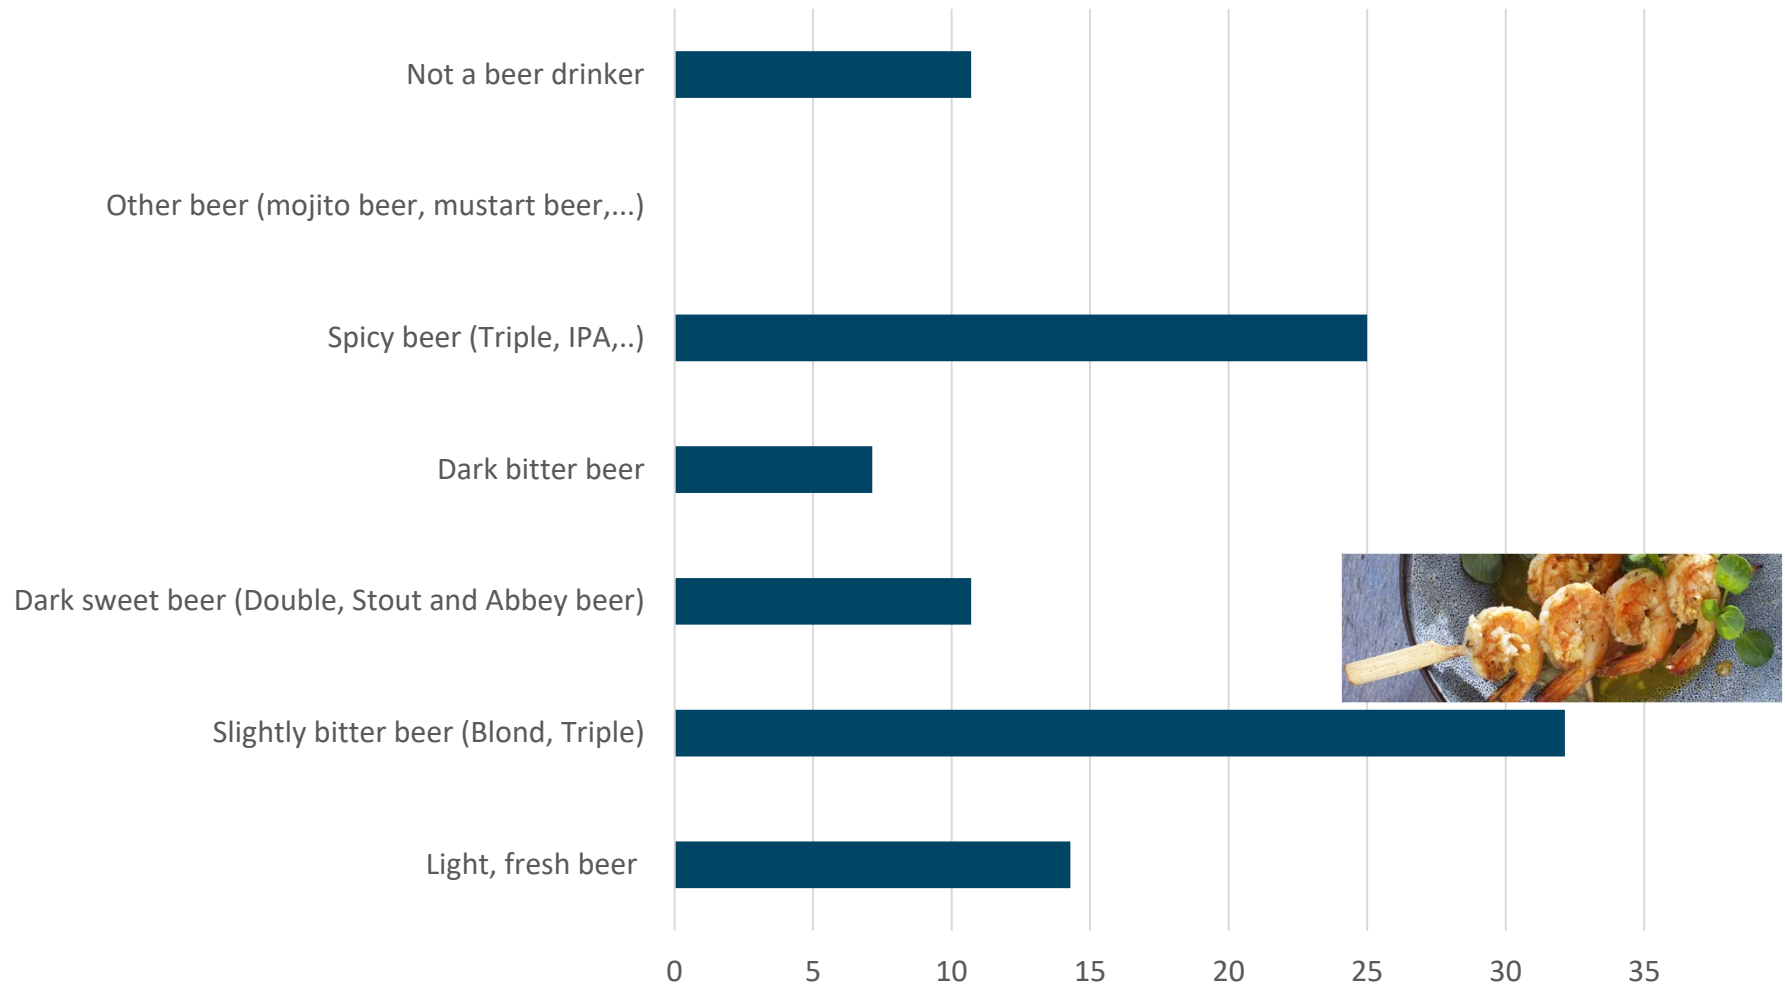 Not a beer drinker
Other beer (mojito beer, mustart beer,...)
Spicy beer (Triple, IPA,..)
Dark bitter beer
Dark sweet beer (Double, Stout and Abbey beer)
Slightly bitter beer (Blond, Triple)
Light, fresh beer
0 5 10 15 20 25 30 35